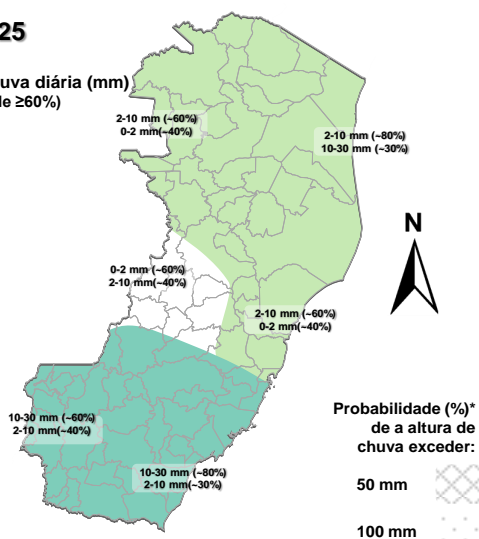 25
uva diária (mm)
de ≥60%)
2-10 mm (~60%)
0-2 mm(~40%)
2-10 mm (~80%)
10-30 mm (~30%)
N
0-2 mm (~60%)
2-10 mm(~40%)
2-10 mm (~60%)
0-2 mm(~40%)
10-30 mm (~60%)
2-10 mm(~40%)
10-30 mm (~80%)
2-10 mm(~30%)
Probabilidade (%)*
de a altura de
chuva exceder:
50 mm
100 mm